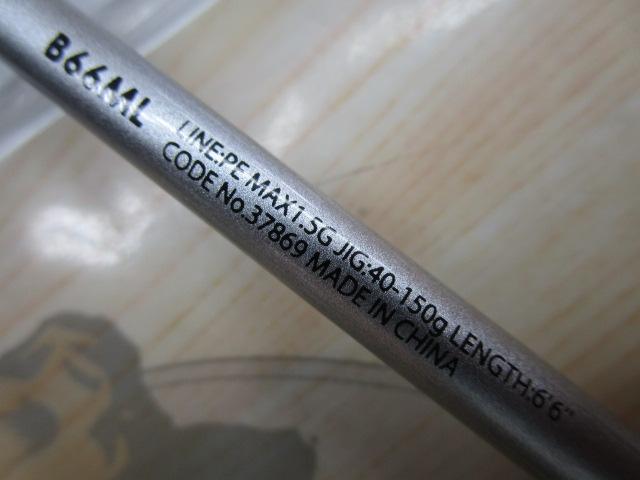 B66ML
LINE:PE MAX1.5G JIG:40-150g LENGTH:6'6"
CODE No.37869 MADE IN CHINA